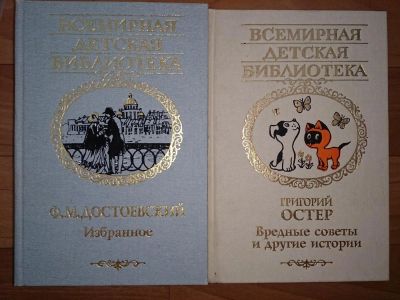 ВСЕМИРНАЯ
ДЕТСКАЯ
БИБЛИОТЕКА
Ф.М.ДОСТОЕВСКИЙ
Избранное
ВСЕМИРНАЯ
ДЕТСКАЯ
БИБЛИОТЕКА
ГРИГОРИЙ
ОСТЕР
Вредные советы
и другие истории